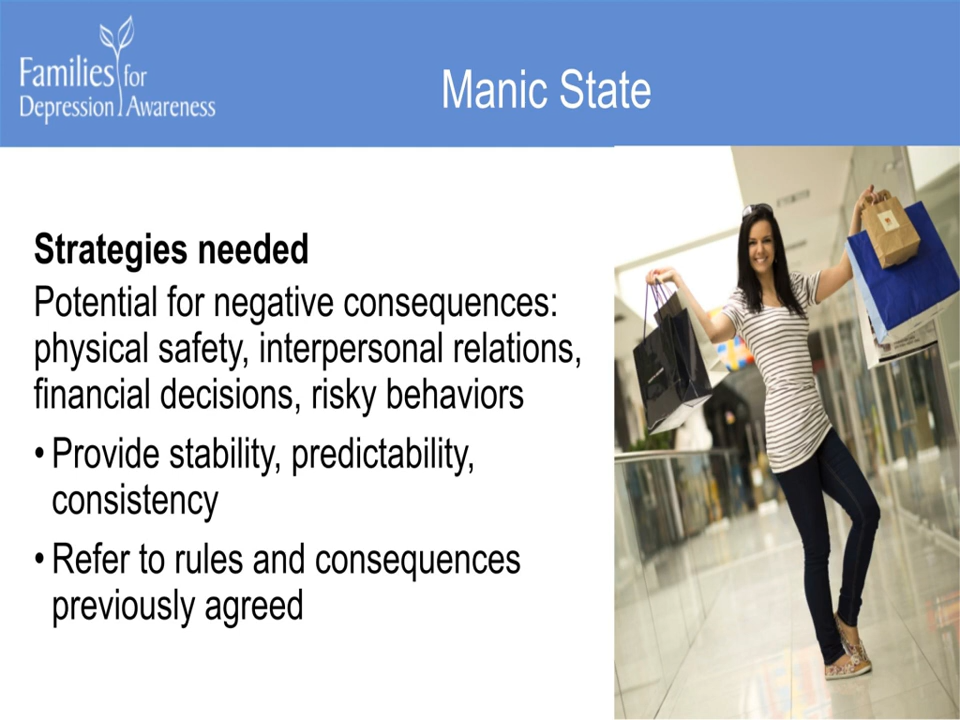 Families for
Depression Awareness
Manic State
Strategies needed
Potential for negative consequences:
physical safety, interpersonal relations,
financial decisions, risky behaviors
• Provide stability, predictability,
consistency
• Refer to rules and consequences
previously agreed